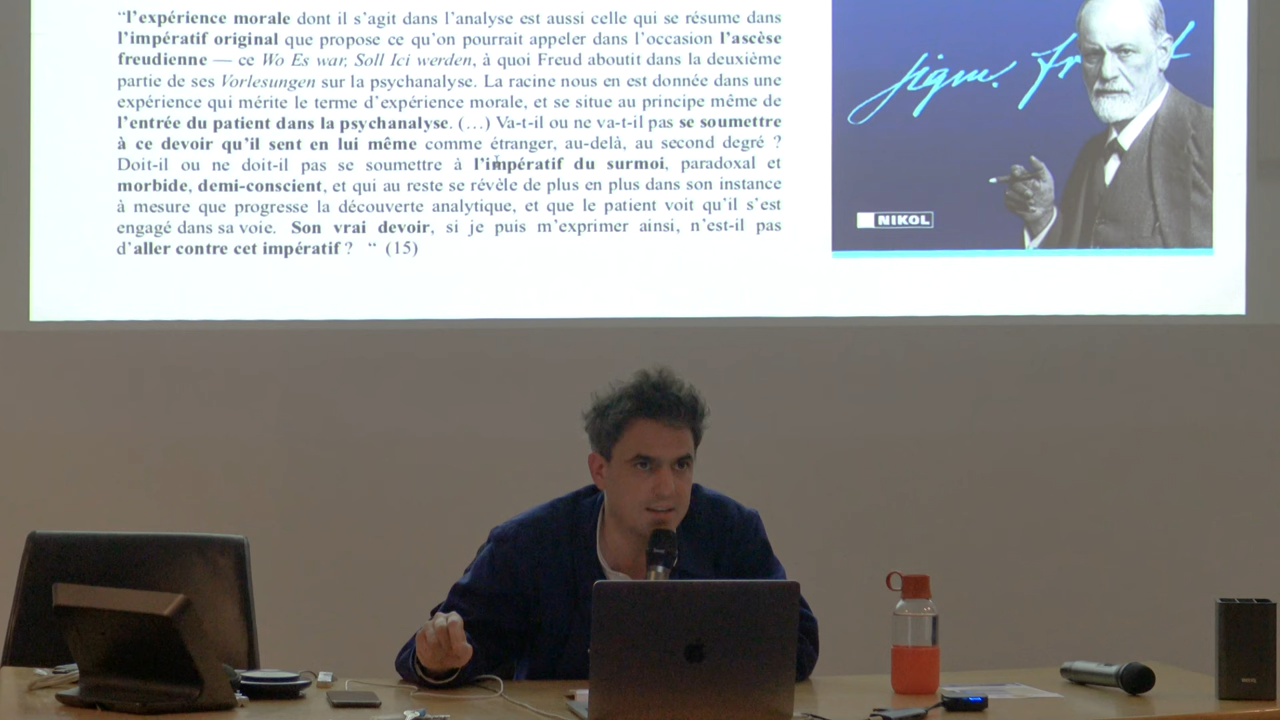 “l’expérience morale dont il s’agit dans l’analyse est aussi celle qui se résume dans
l’impératif original que propose ce qu’on pourrait appeler dans l’occasion l’ascèse
freudienne — ce Wo Es war, Soll Ici werden, à quoi Freud aboutit dans la deuxième
partie de ses Vorlesungen sur la psychanalyse. La racine nous en est donnée dans une
expérience qui mérite le terme d’expérience morale, et se situe au principe même de
l’entrée du patient dans la psychanalyse. (…) Va-t-il ou ne va-t-il pas se soumettre
à ce devoir qu’il sent en lui même comme étranger, au-delà, au second degré ?
Doit-il ou ne doit-il pas se soumettre à l’impératif du surmoi, paradoxal et
morbide, demi-conscient, et qui au reste se révèle de plus en plus dans son instance
à mesure que progresse la découverte analytique, et que le patient voit qu’il s’est
engagé dans sa voie. Son vrai devoir, si je puis m’exprimer ainsi, n’est-il pas
d’aller contre cet impératif ? “ (15)
NIKOL